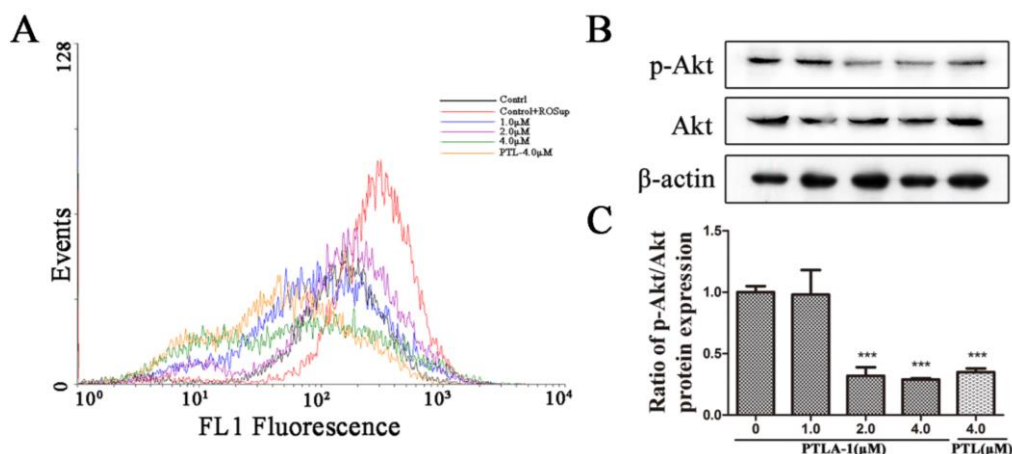 A
128
Events
0
10⁰
10¹
10²
10³
10⁴
FL1 Fluorescence
Contrl
Control+ROSup
1.0μM
2.0μM
4.0μM
PTL-4.0μM
B
p-Akt
Akt
β-actin
C
Ratio of p-Akt/Akt
protein expression
1.5
1.0
0.5
0.0
***
***
***
0 1.0 2.0 4.0 4.0
PTLA-1(μM) PTL(μM)